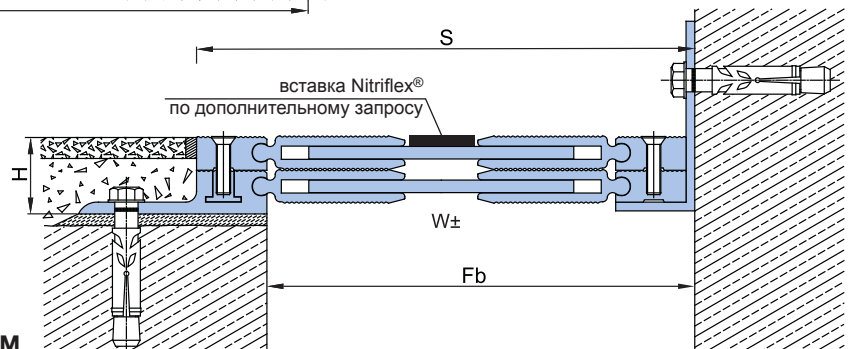 S
вставка Nitriflex®
по дополнительному запросу
H
W±
Fb
м